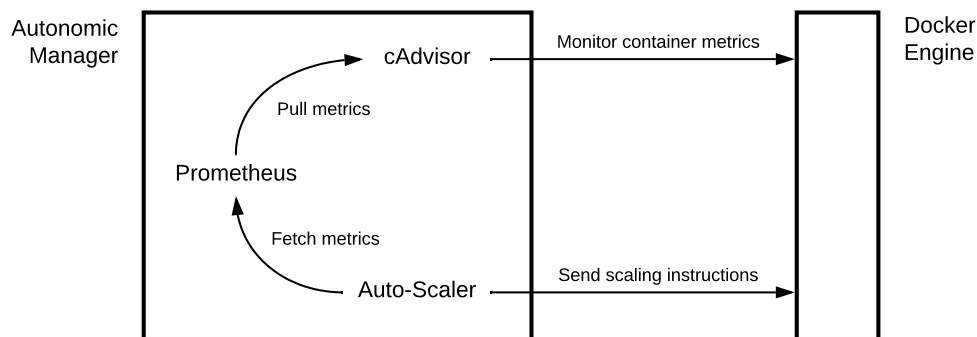 Autonomic
Manager
cAdvisor
Monitor container metrics
Docker
Engine
Pull metrics
Prometheus
Fetch metrics
Auto-Scaler
Send scaling instructions